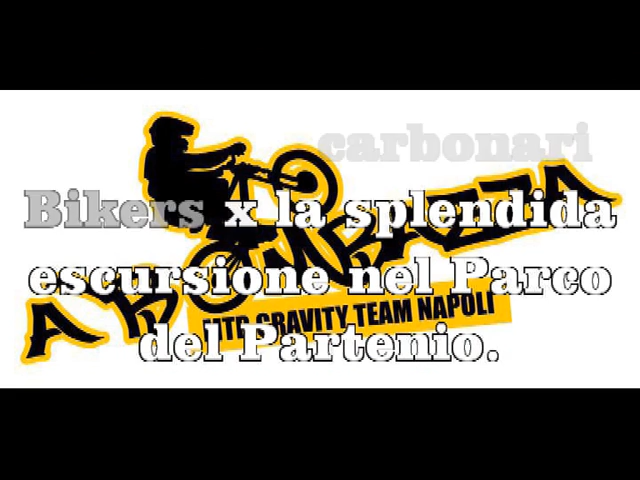 carbonari
Bikers x la splendida
escursione nel Parco
MTB GRAVITY TEAM NAPOLI
del Partenio.